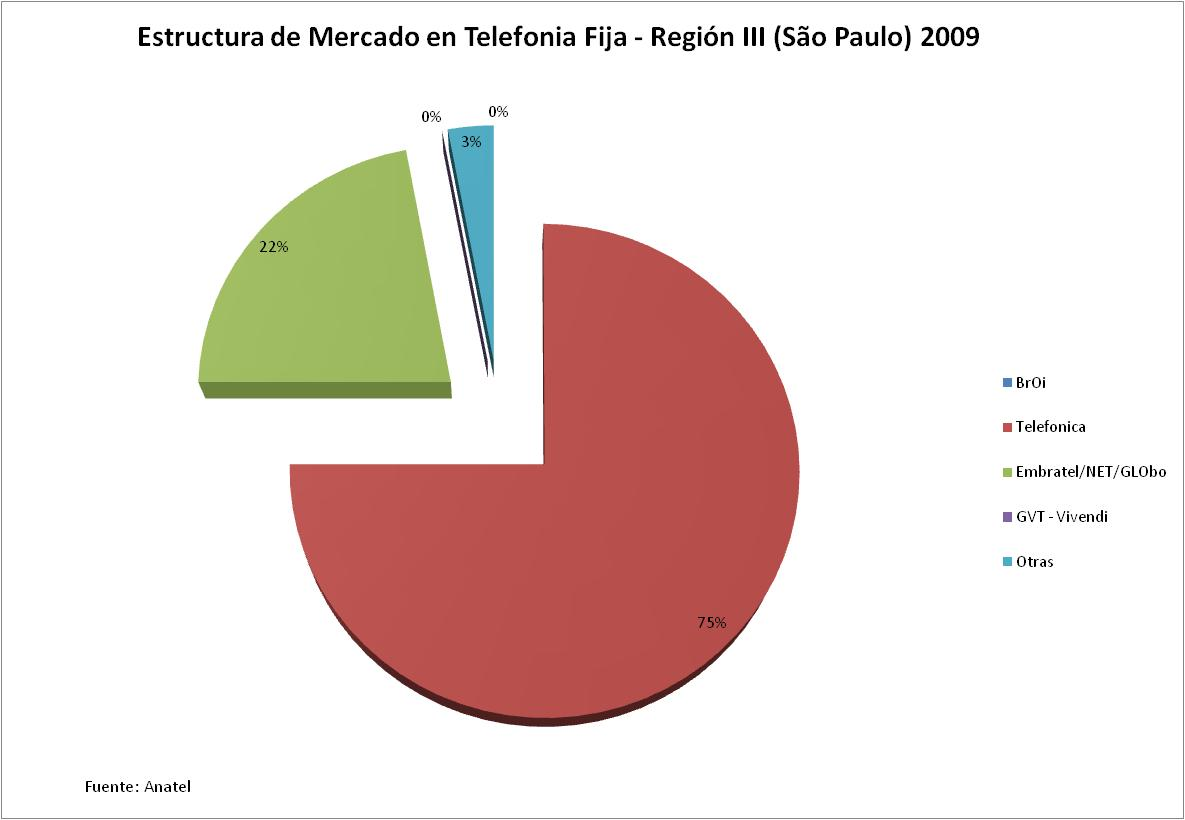 Estructura de Mercado en Telefonia Fija - Región III (São Paulo) 2009
0%
0%
3%
22%
75%
BrOi
Telefonica
Embratel/NET/GLObo
GVT - Vivendi
Otras
Fuente: Anatel